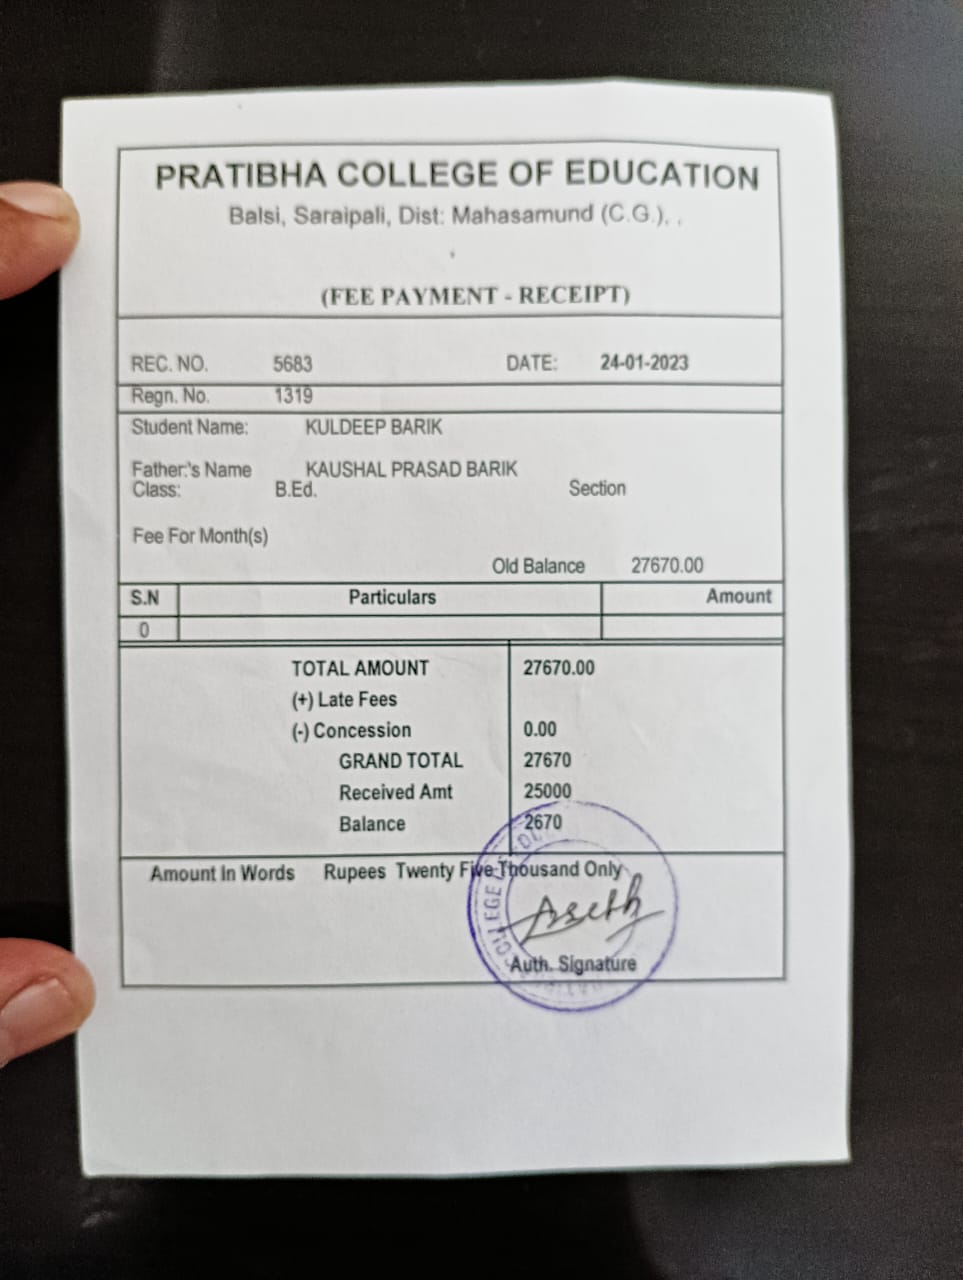 PRATIBHA COLLEGE OF EDUCATION
Balsi, Saraipali, Dist: Mahasamund (C.G.). .
(FEE PAYMENT - RECEIPT)
REC. NO. 5683 DATE: 24-01-2023
Regn. No. 1319
Student Name: KULDEEP BARIK
Father:'s Name KAUSHAL PRASAD BARIK
Class: B.Ed. Section
Fee For Month(s)
Old Balance 27670.00
S.N Particulars Amount
0
TOTAL AMOUNT 27670.00
(+) Late Fees
(-) Concession 0.00
GRAND TOTAL 27670
Received Amt 25000
Balance 2670
Amount In Words Rupees Twenty Five Thousand Only
Auth. Signature